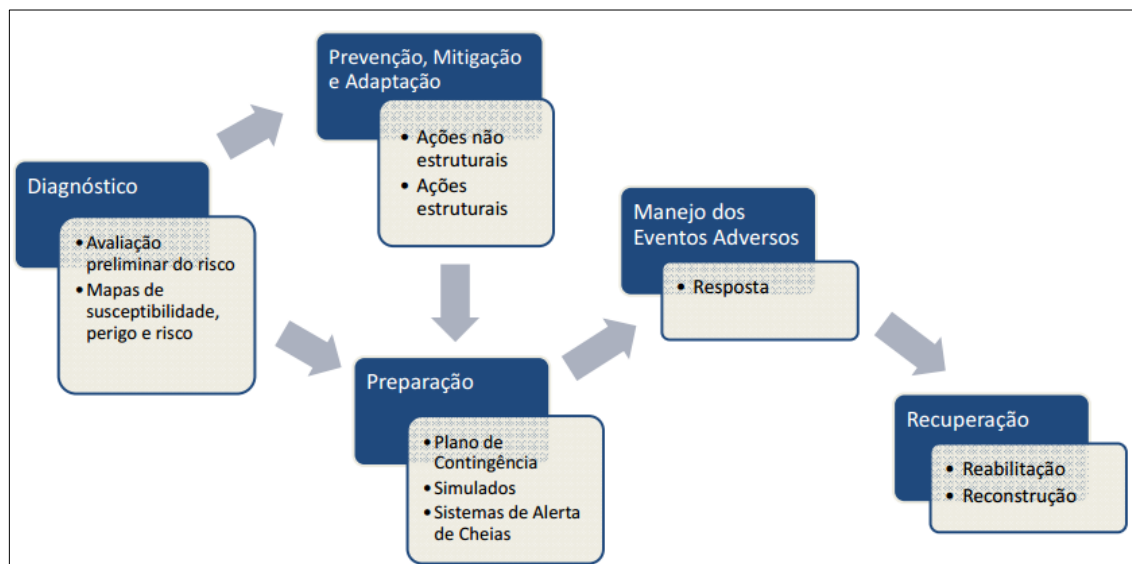 Prevenção, Mitigação
e Adaptação
• Ações não
estruturais
• Ações
estruturais
Diagnóstico
• Avaliação
preliminar do risco
• Mapas de
susceptibilidade,
perigo e risco
Manejo dos
Eventos Adversos
• Resposta
Preparação
• Plano de
Contingência
• Simulados
• Sistemas de Alerta
de Cheias
Recuperação
• Reabilitação
• Reconstrução